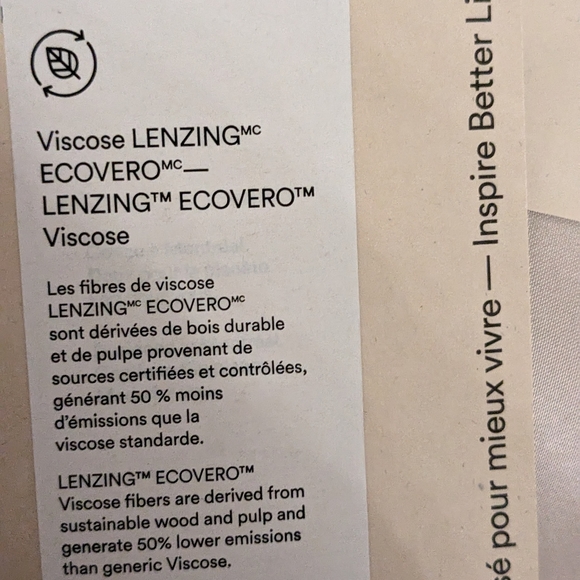 Viscose LENZINGᴹᶜ
ECOVEROᴹᶜ—
LENZING™ ECOVERO™
Viscose
Les fibres de viscose
LENZINGᴹᶜ ECOVEROᴹᶜ
sont dérivées de bois durable
et de pulpe provenant de
sources certifiées et contrôlées,
générant 50 % moins
d’émissions que la
viscose standarde.
LENZING™ ECOVERO™
Viscose fibers are derived from
sustainable wood and pulp and
generate 50% lower emissions
than generic Viscose.
pour mieux vivre — Inspire Better